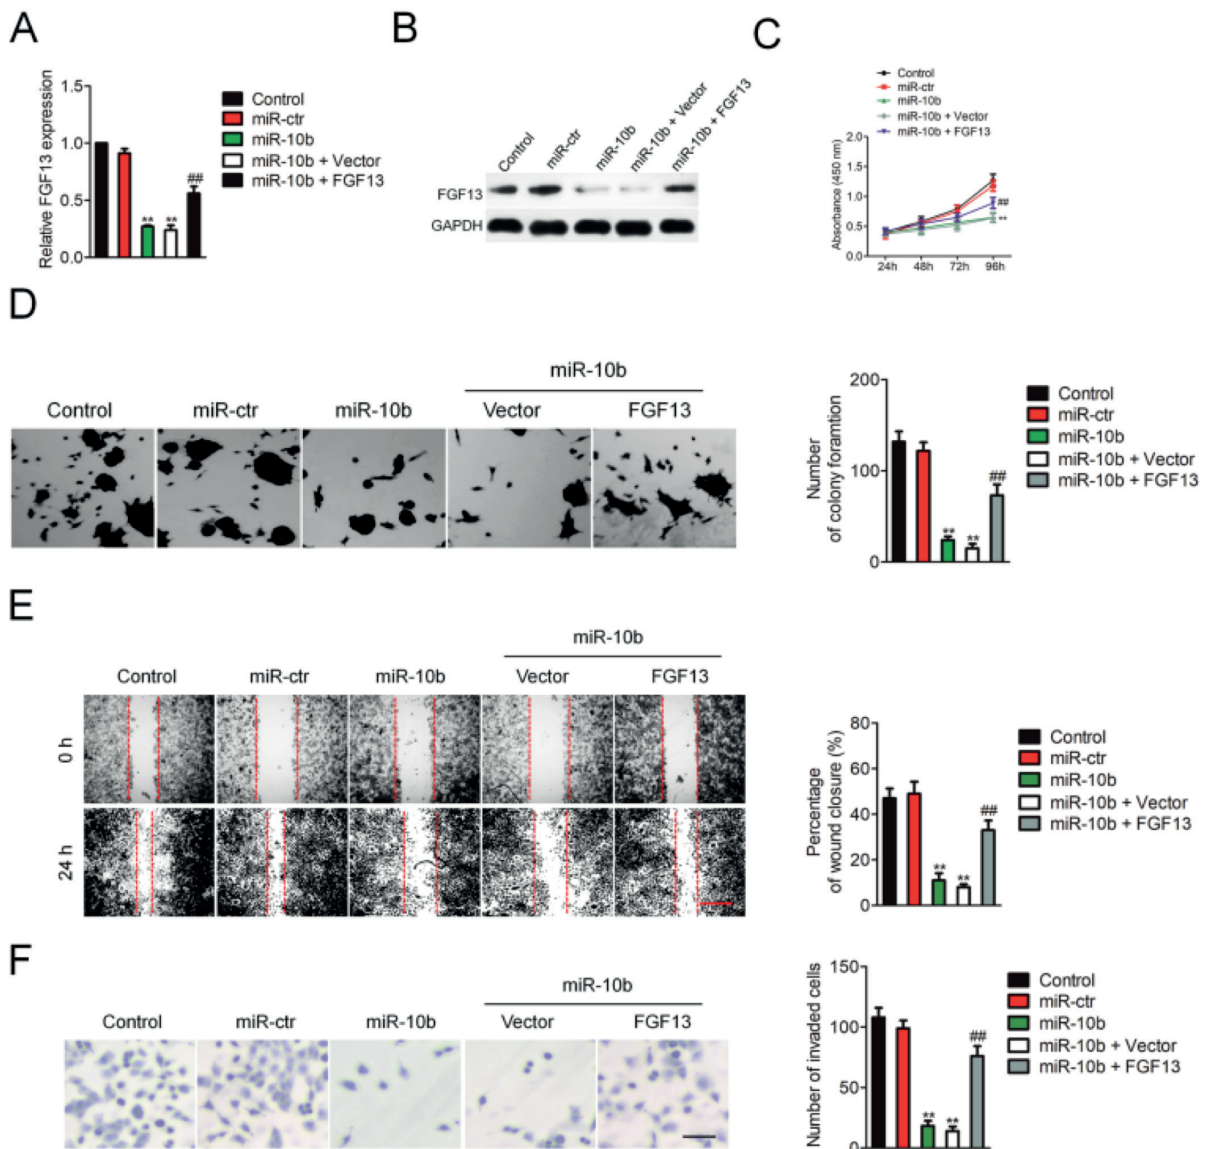 A
Relative FGF13 expression
1.5
1.0
0.5
0.0
**
**
##
Control
miR-ctr
miR-10b
miR-10b + Vector
miR-10b + FGF13
B
Control
miR-ctr
miR-10b
miR-10b + Vector
miR-10b + FGF13
FGF13
GAPDH
C
Control
miR-ctr
miR-10b
miR-10b + Vector
miR-10b + FGF13
Absorbance (450 nm)
2.0
1.5
1.0
0.5
0.0
##
**
24h 48h 72h 96h
D
miR-10b
Control miR-ctr miR-10b Vector FGF13
Number
of colony foramtion
200
100
0
**
**
##
Control
miR-ctr
miR-10b
miR-10b + Vector
miR-10b + FGF13
E
miR-10b
Control miR-ctr miR-10b Vector FGF13
0 h
24 h
Percentage
of wound closure (%)
80
60
40
20
0
**
**
##
Control
miR-ctr
miR-10b
miR-10b + Vector
miR-10b + FGF13
F
miR-10b
Control miR-ctr miR-10b Vector FGF13
Number of invaded cells
150
100
50
0
**
**
##
Control
miR-ctr
miR-10b
miR-10b + Vector
miR-10b + FGF13